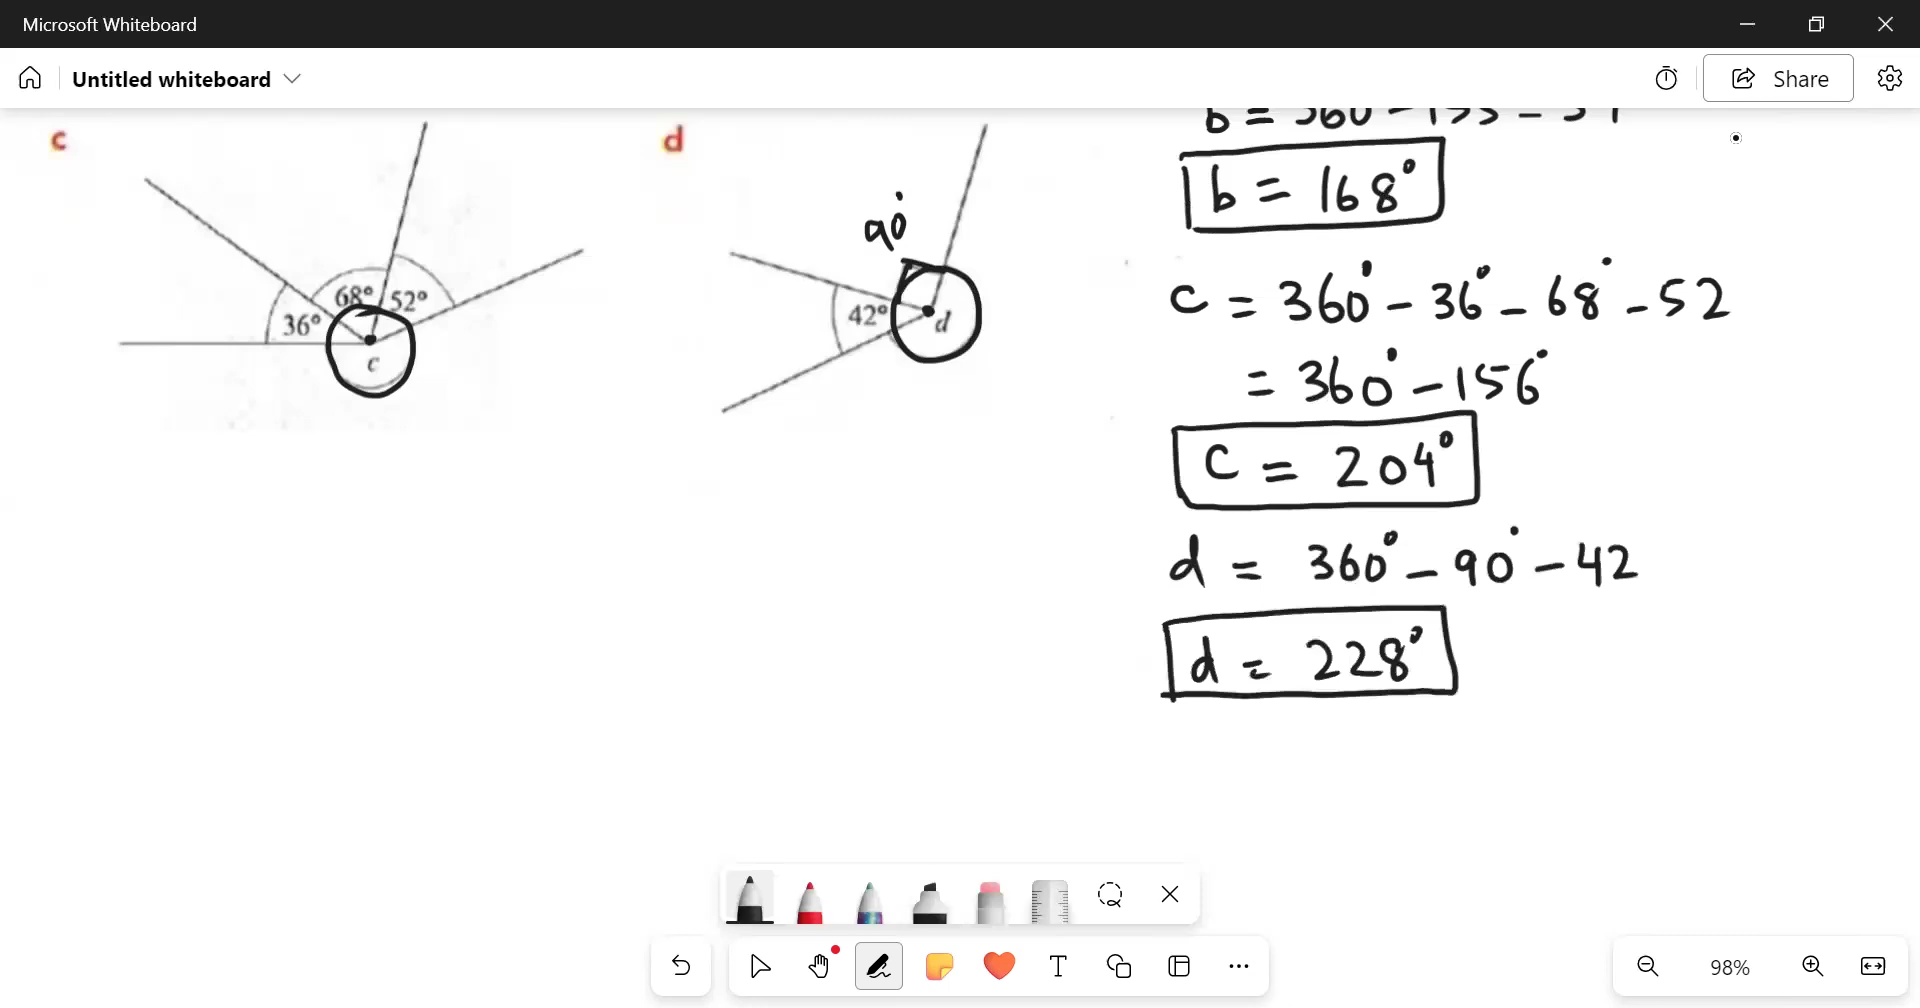 Microsoft Whiteboard
Untitled whiteboard
Share
c
36°
68°
52°
c
d
90°
42°
d
b = 168°
c = 360° - 36° - 68° - 52
= 360° - 156°
c = 204°
d = 360° - 90° - 42
d = 228°
T
98%